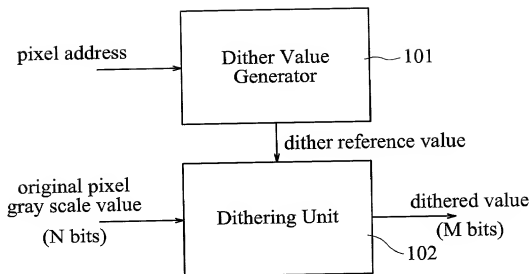 Dither Value
Generator
101
pixel address
dither reference value
original pixel
gray scale value
(N bits)
Dithering Unit
dithered value
(M bits)
102